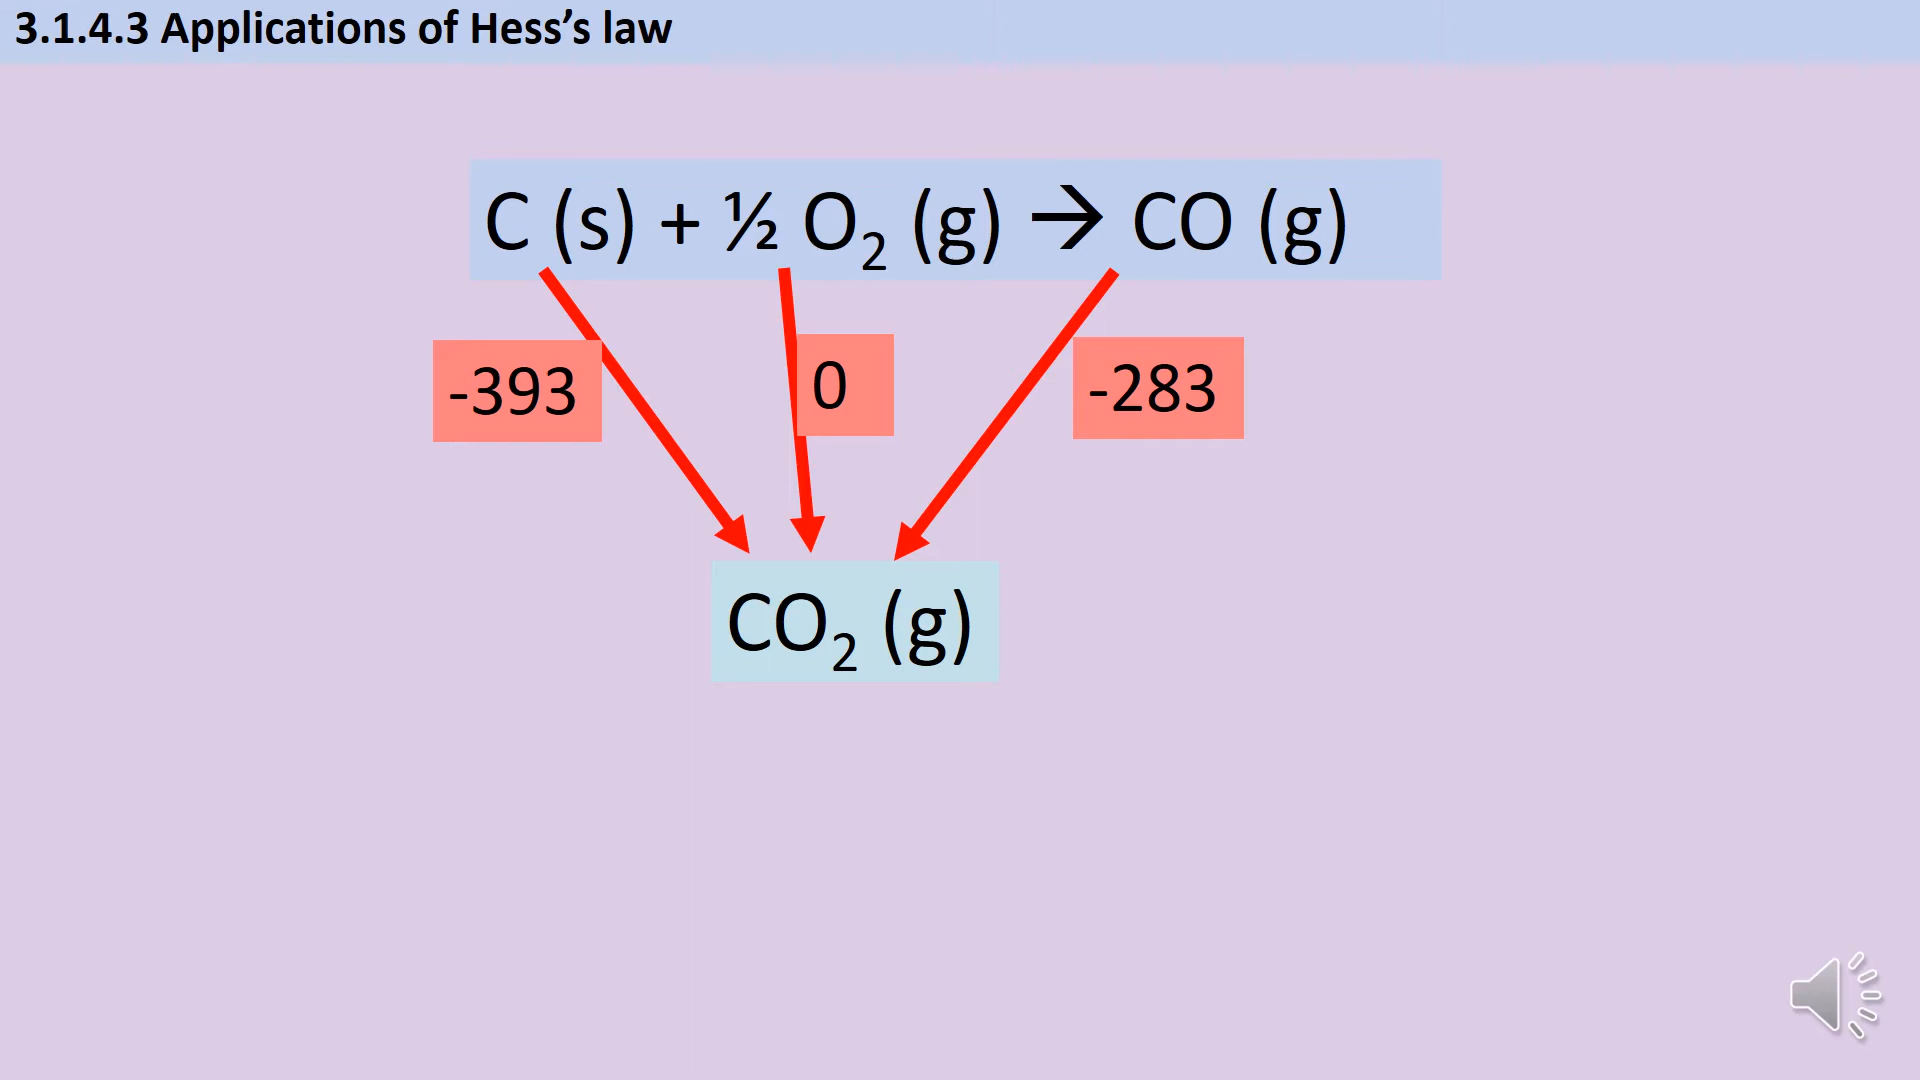 3.1.4.3 Applications of Hess’s law
C (s) + ½ O₂ (g) → CO (g)
-393
0
-283
CO₂ (g)